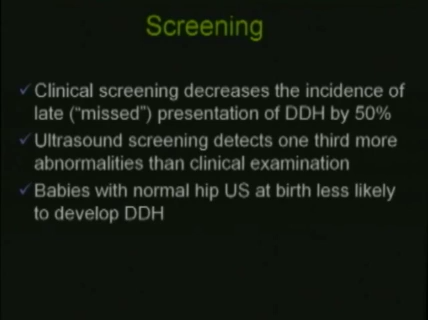 Screening
Clinical screening decreases the incidence of
late (“missed”) presentation of DDH by 50%
Ultrasound screening detects one third more
abnormalities than clinical examination
Babies with normal hip US at birth less likely
to develop DDH